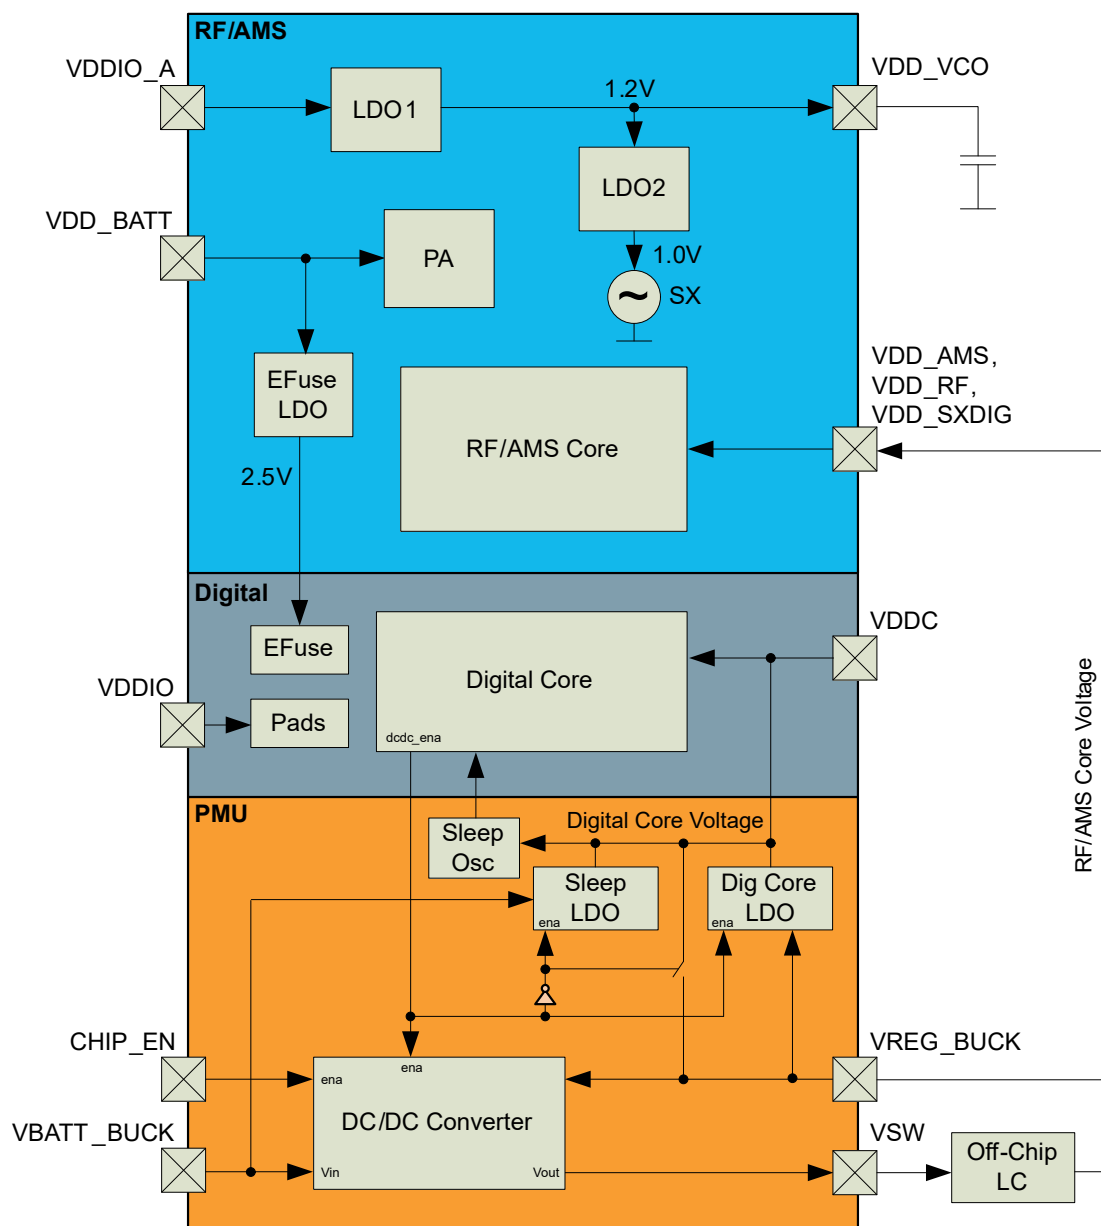 RF/AMS
VDDIO_A
LDO1
1.2V
VDD_VCO
LDO2
VDD_BATT
PA
1.0V
SX
EFuse
LDO
VDD_AMS,
VDD_RF,
VDD_SXDIG
RF/AMS Core
2.5V
Digital
EFuse
Digital Core
VDDC
VDDIO
Pads
dcdc_ena
RF/AMS Core Voltage
PMU
Digital Core Voltage
Sleep
Osc
Sleep
LDO
ena
Dig Core
LDO
ena
CHIP_EN
ena
ena
VREG_BUCK
DC/DC Converter
VBATT_BUCK
Vin
Vout
VSW
Off-Chip
LC